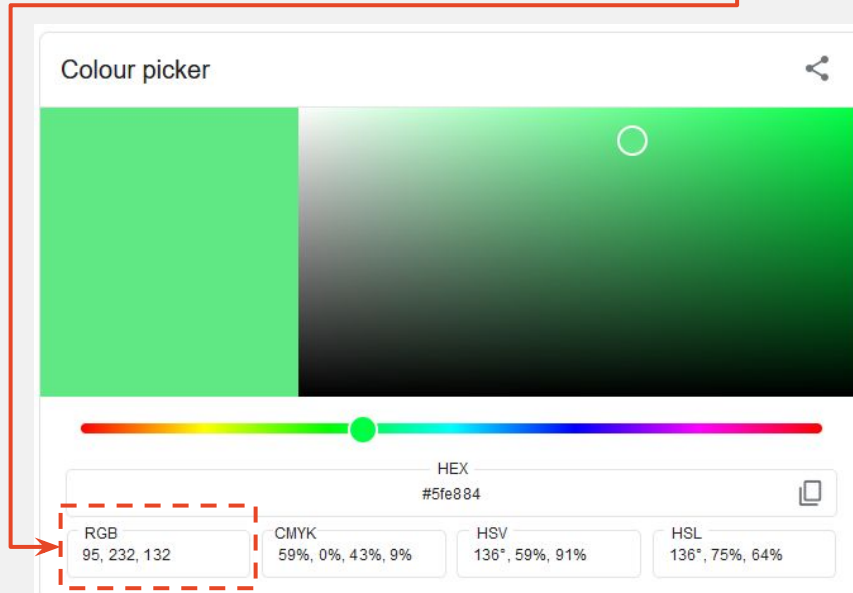 Colour picker
HEX
#5fe884
RGB
95, 232, 132
CMYK
59%, 0%, 43%, 9%
HSV
136°, 59%, 91%
HSL
136°, 75%, 64%